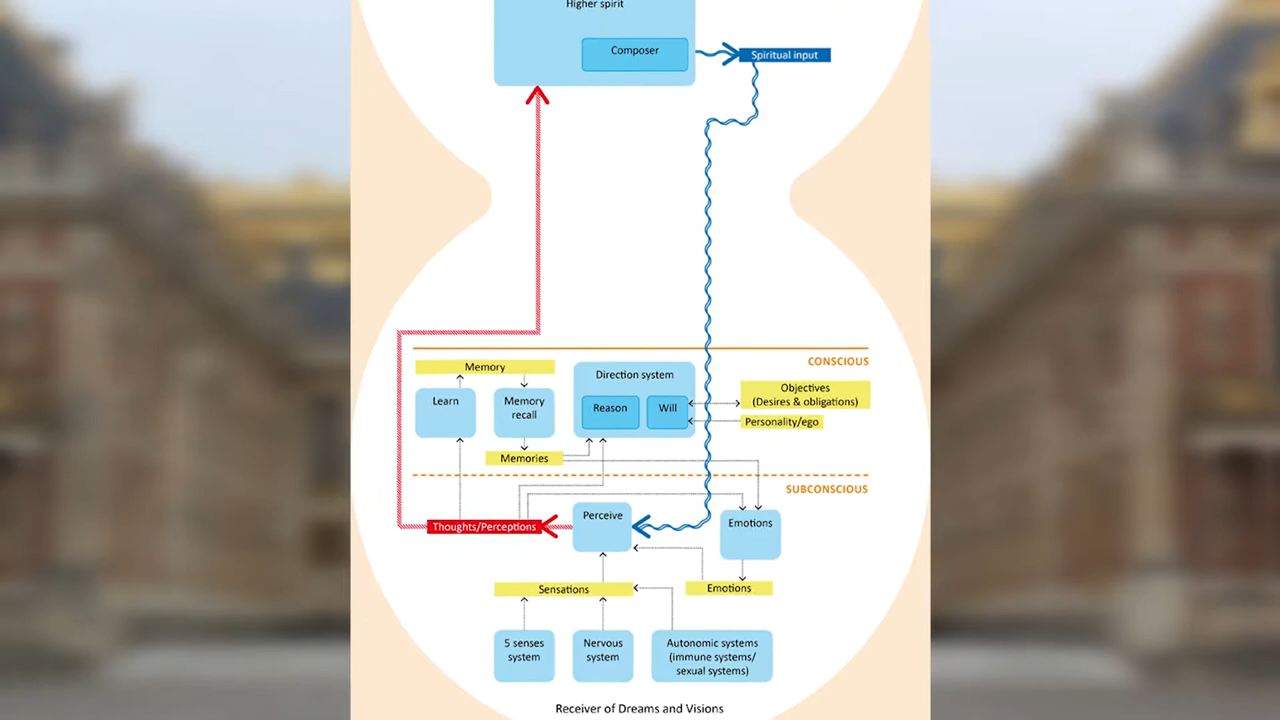 Higher spirit
Composer
Spiritual input
CONSCIOUS
Memory
Direction system
Objectives
(Desires & obligations)
Learn
Memory
recall
Reason
Will
Personality/ego
Memories
SUBCONSCIOUS
Thoughts/Perceptions
Perceive
Emotions
Sensations
Emotions
5 senses
system
Nervous
system
Autonomic systems
(immune systems/
sexual systems)
Receiver of Dreams and Visions